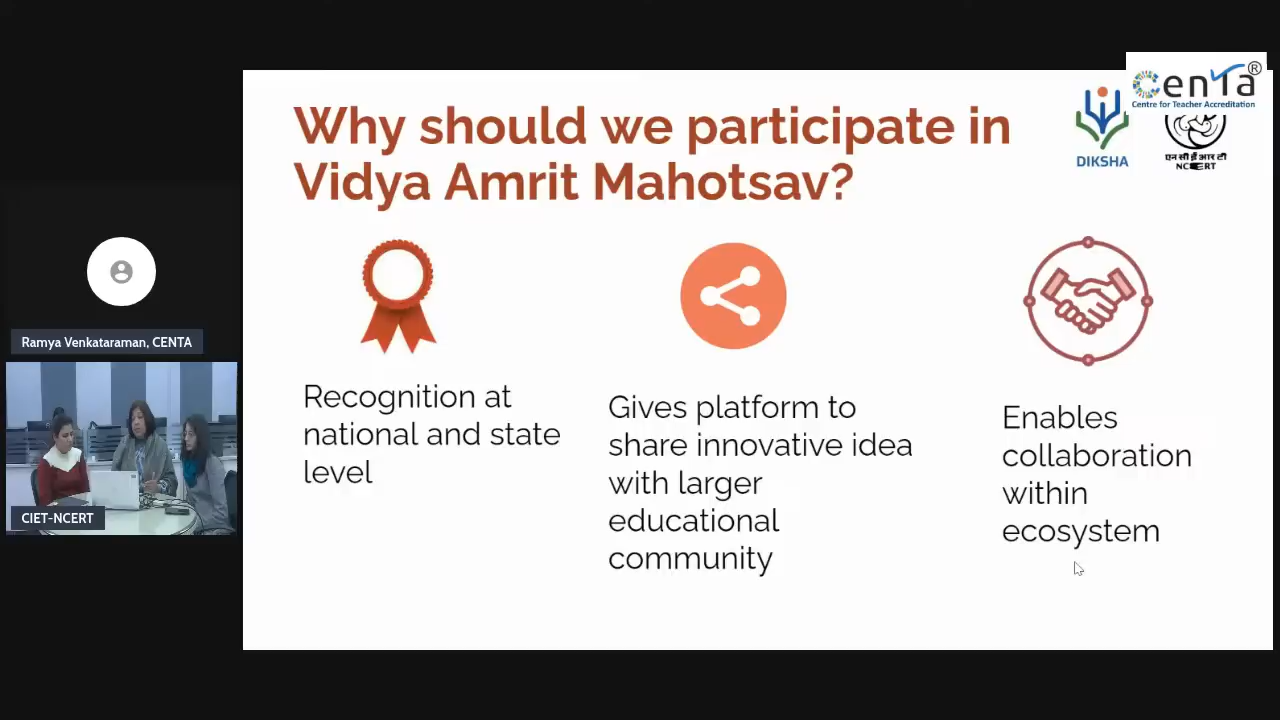 Why should we participate in
Vidya Amrit Mahotsav?
CENTA®
Centre for Teacher Accreditation
DIKSHA
एन सी ई आर टी
NCERT
Ramya Venkataraman, CENTA
CIET-NCERT
Recognition at
national and state
level
Gives platform to
share innovative idea
with larger
educational
community
Enables
collaboration
within
ecosystem